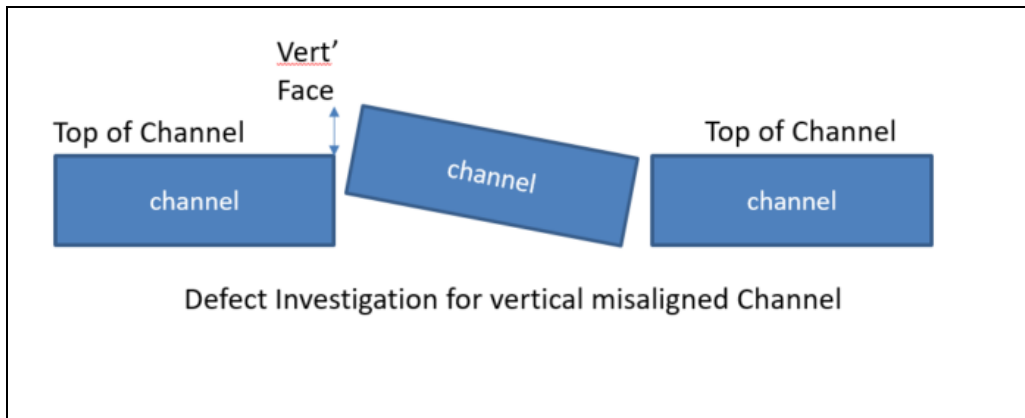 Vert’
Face
Top of Channel
Top of Channel
channel
channel
channel
Defect Investigation for vertical misaligned Channel